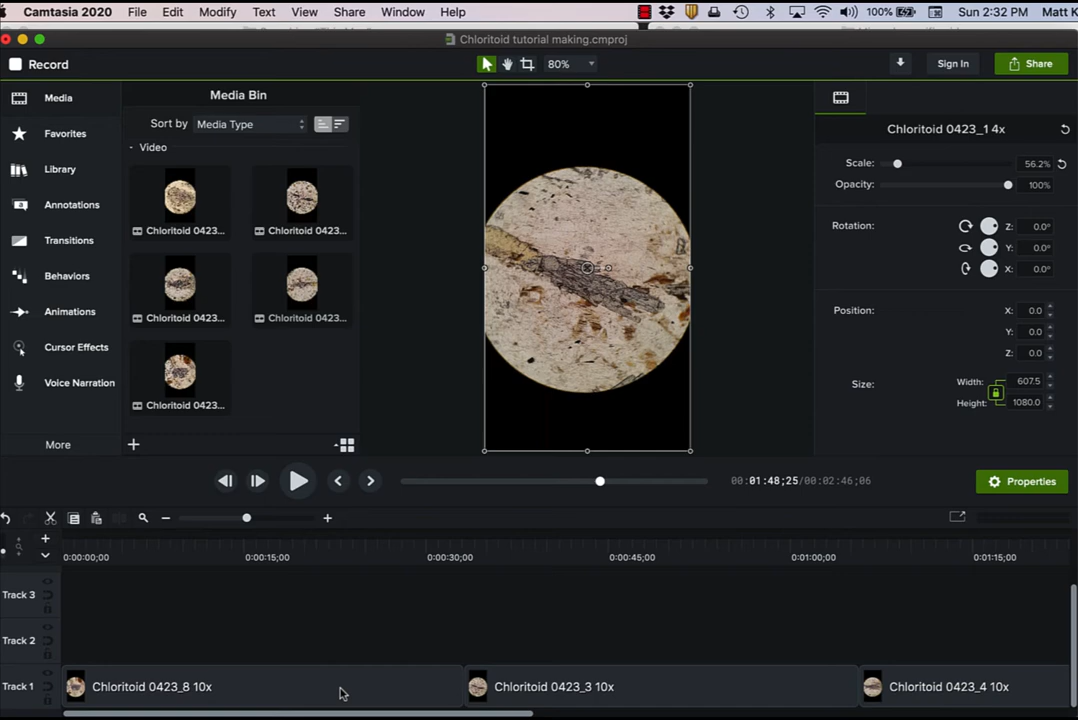 Camtasia 2020 File Edit Modify Text View Share Window Help 100% Sun 2:32 PM Matt K
Chloritoid tutorial making.cmproj
Record 80% Sign In Share
Media
Favorites
Library
Annotations
Transitions
Behaviors
Animations
Cursor Effects
Voice Narration
More
Media Bin
Sort by Media Type
Video
Chloritoid 0423... Chloritoid 0423...
Chloritoid 0423... Chloritoid 0423...
Chloritoid 0423...
Chloritoid 0423_1 4x
Scale: 56.2%
Opacity: 100%
Rotation: Z: 0.0°
Y: 0.0°
X: 0.0°
Position: X: 0.0
Y: 0.0
Z: 0.0
Size: Width: 607.5
Height: 1080.0
00:01:48;25/00:02:46;06
Properties
0:00:00;00 0:00:15;00 0:00:30;00 0:00:45;00 0:01:00;00 0:01:15;00
Track 3
Track 2
Track 1 Chloritoid 0423_8 10x Chloritoid 0423_3 10x Chloritoid 0423_4 10x